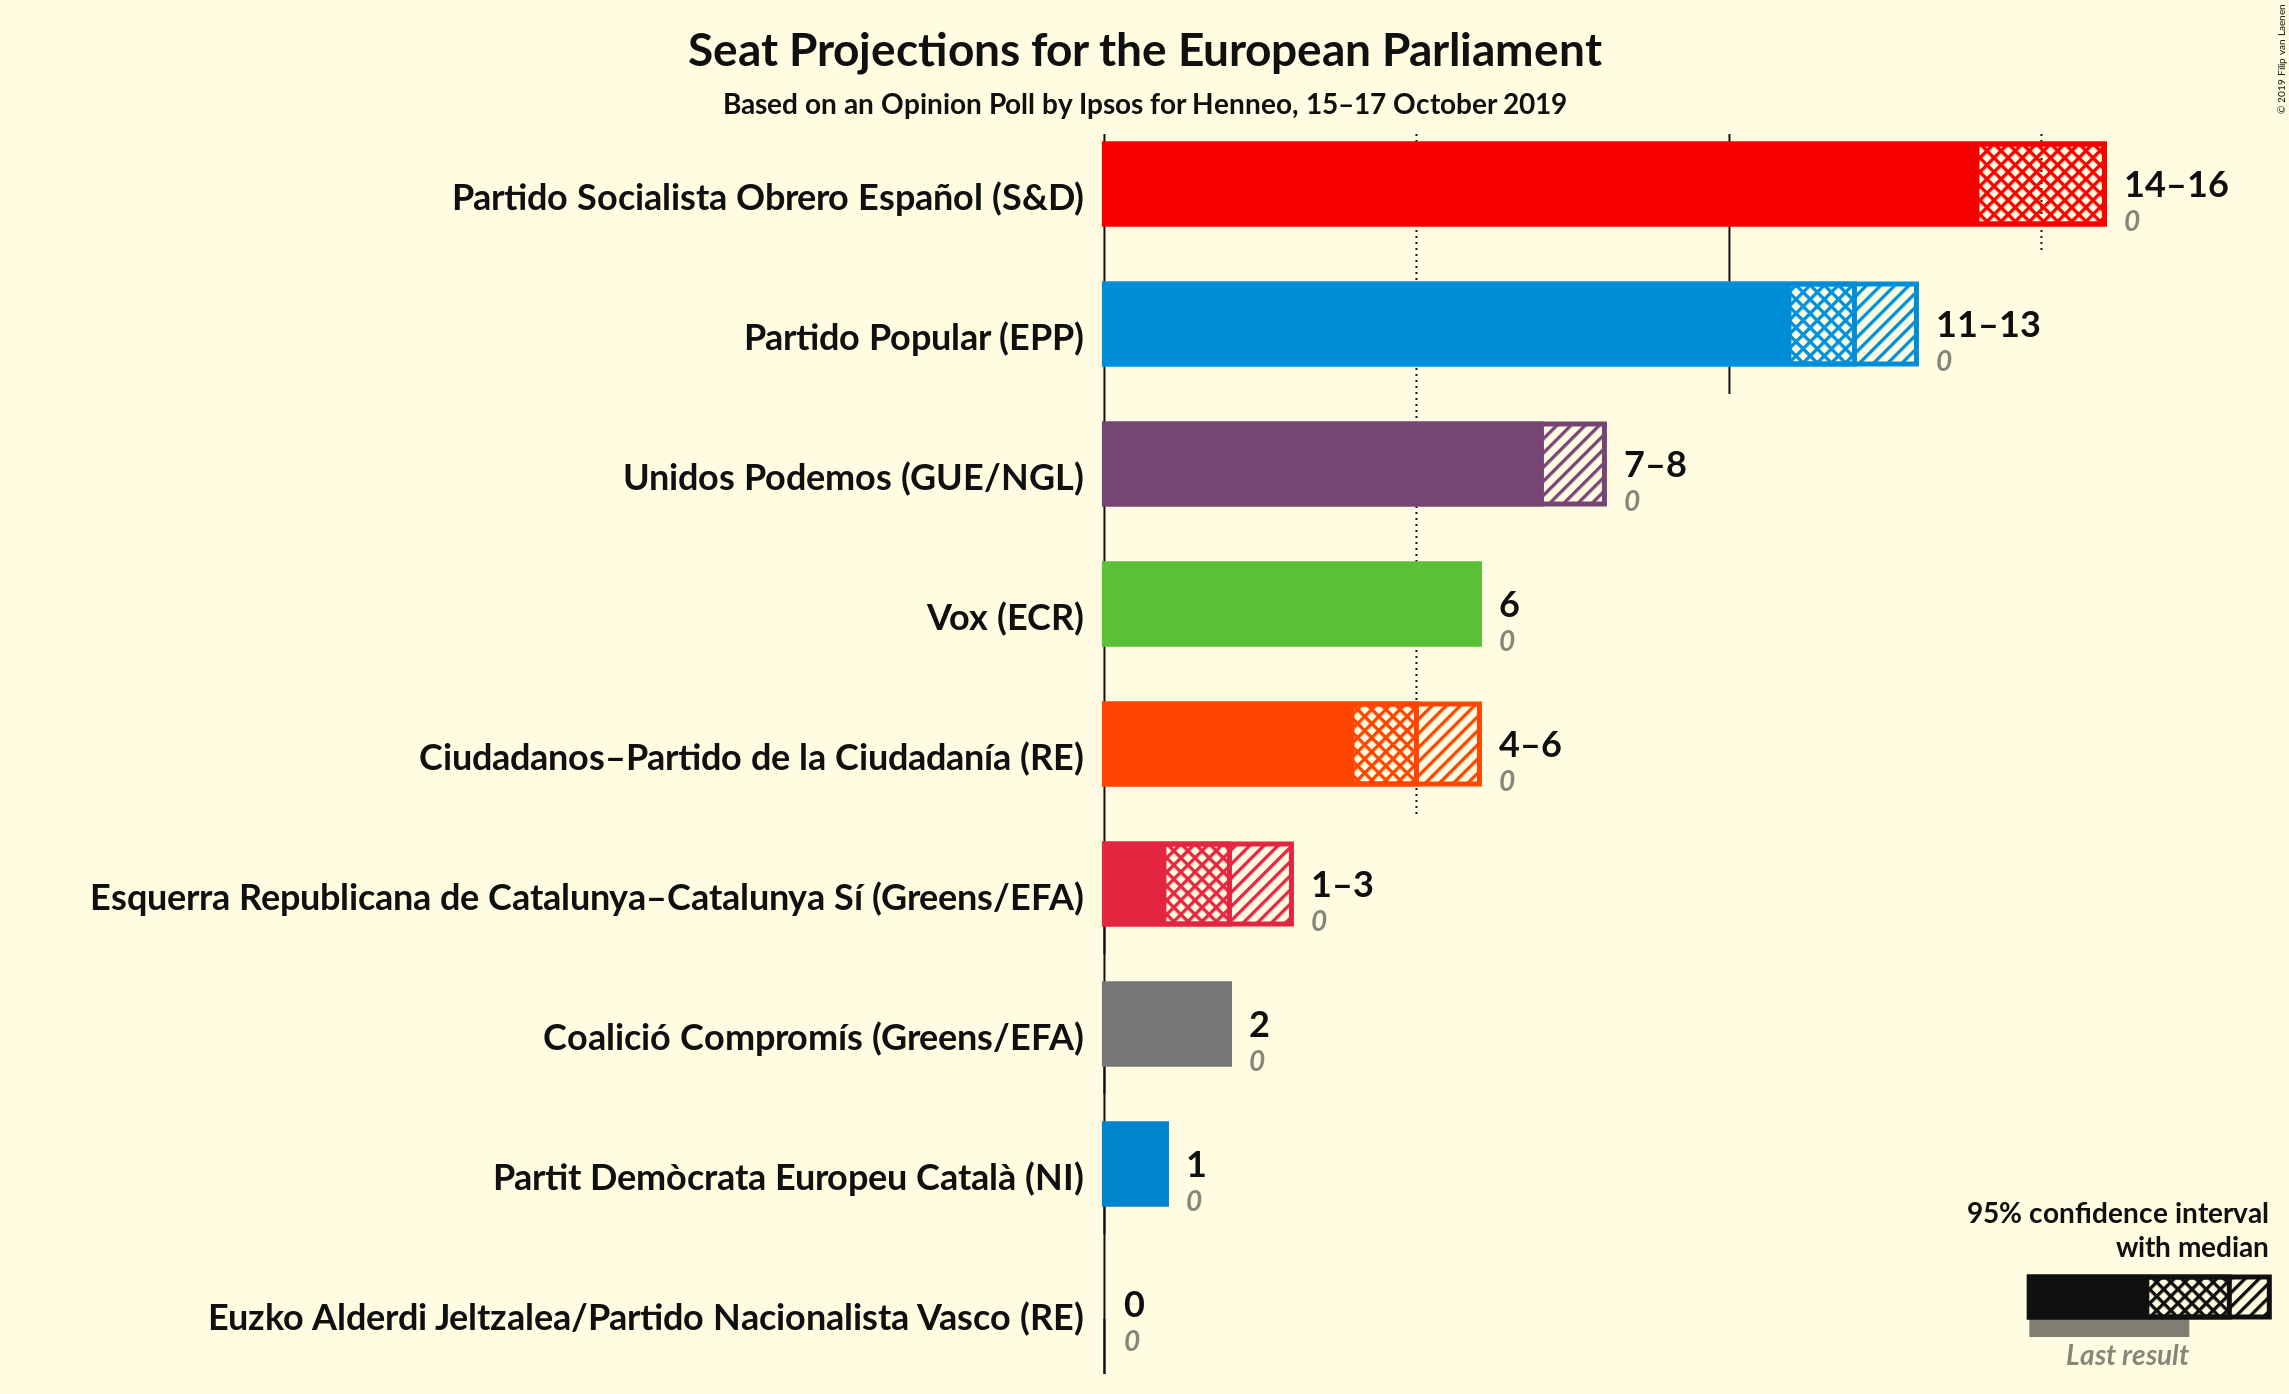 Seat Projections for the European Parliament
Based on an Opinion Poll by Ipsos for Henneo, 15–17 October 2019
© 2019 Filip van Laenen
Partido Socialista Obrero Español (S&D)
14–16
0
Partido Popular (EPP)
11–13
0
Unidos Podemos (GUE/NGL)
7–8
0
Vox (ECR)
6
0
Ciudadanos–Partido de la Ciudadanía (RE)
4–6
0
Esquerra Republicana de Catalunya–Catalunya Sí (Greens/EFA)
1–3
0
Coalició Compromís (Greens/EFA)
2
0
Partit Demòcrata Europeu Català (NI)
1
0
Euzko Alderdi Jeltzalea/Partido Nacionalista Vasco (RE)
0
0
95% confidence interval
with median
Last result